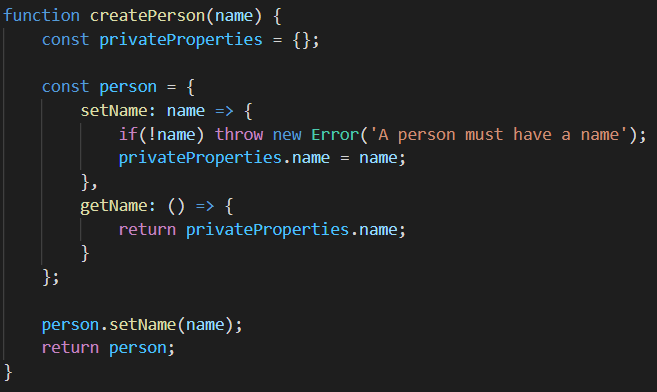 function createPerson(name) {
    const privateProperties = {};

    const person = {
        setName: name => {
            if(!name) throw new Error('A person must have a name');
            privateProperties.name = name;
        },
        getName: () => {
            return privateProperties.name;
        }
    };

    person.setName(name);
    return person;
}